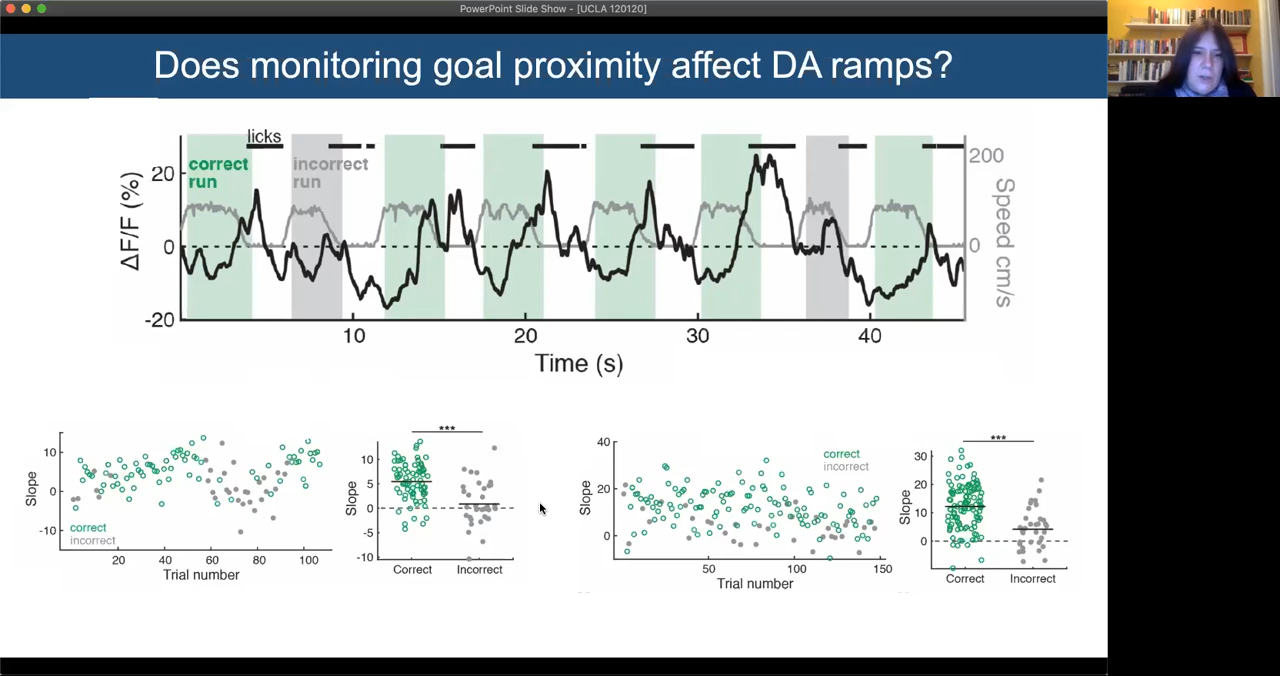 PowerPoint Slide Show - [UCLA 120120]
Does monitoring goal proximity affect DA ramps?
licks
correct
run
incorrect
run
20
0
-20
ΔF/F (%)
200
0
Speed cm/s
10
20
30
40
Time (s)
10
0
-10
Slope
correct
incorrect
20
40
60
80
100
Trial number
***
10
5
0
-5
-10
Slope
Correct
Incorrect
40
20
0
Slope
correct
incorrect
50
100
150
Trial number
***
30
20
10
0
Slope
Correct
Incorrect